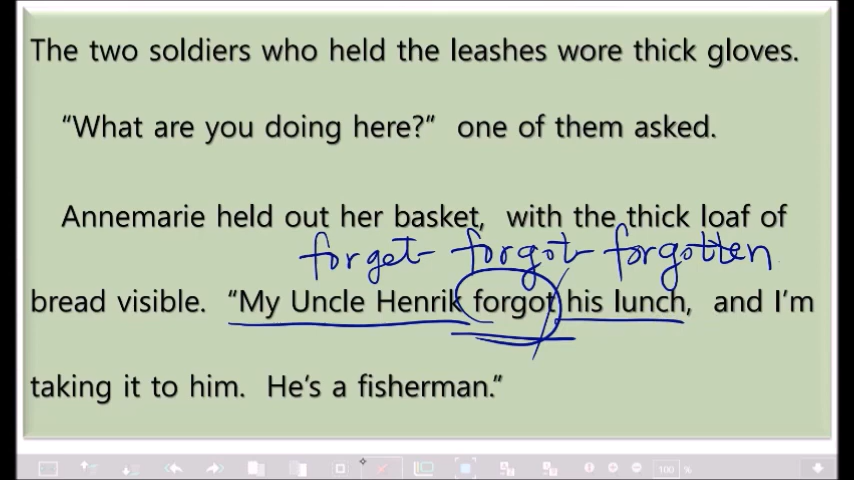 The two soldiers who held the leashes wore thick gloves.
“What are you doing here?” one of them asked.
Annemarie held out her basket, with the thick loaf of
forget- forgot- forgotten
bread visible. “My Uncle Henrik forgot his lunch, and I’m
taking it to him. He’s a fisherman.”
100 %